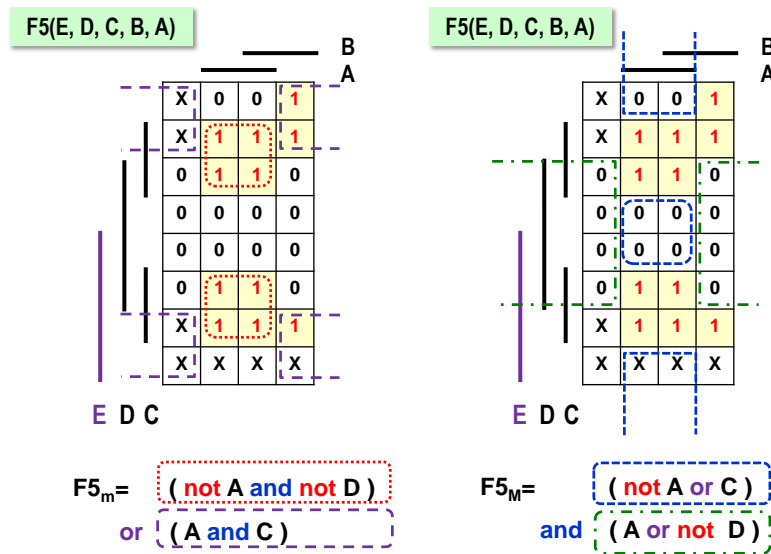 F5(E, D, C, B, A)
B
A
X 0 0 1
X 1 1 1
0 1 1 0
0 0 0 0
0 0 0 0
0 1 1 0
X 1 1 1
X X X X
E D C
F5m= ( not A and not D )
or ( A and C )
F5(E, D, C, B, A)
B
A
X 0 0 1
X 1 1 1
0 1 1 0
0 0 0 0
0 0 0 0
0 1 1 0
X 1 1 1
X X X X
E D C
F5M= ( not A or C )
and ( A or not D )